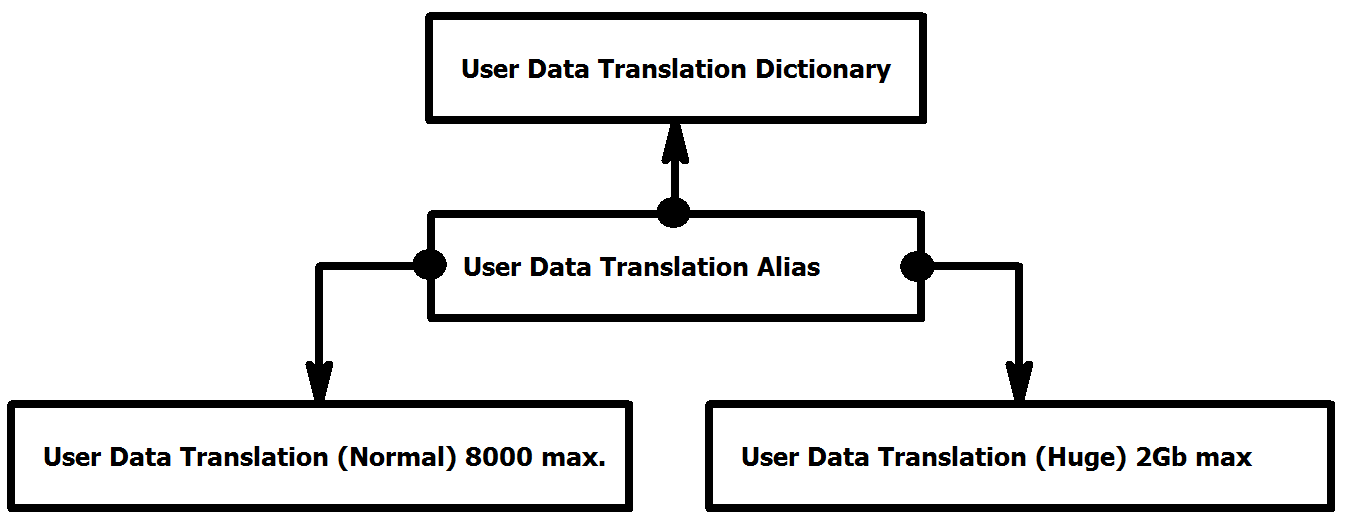 User Data Translation Dictionary
User Data Translation Alias
User Data Translation (Normal) 8000 max.
User Data Translation (Huge) 2Gb max